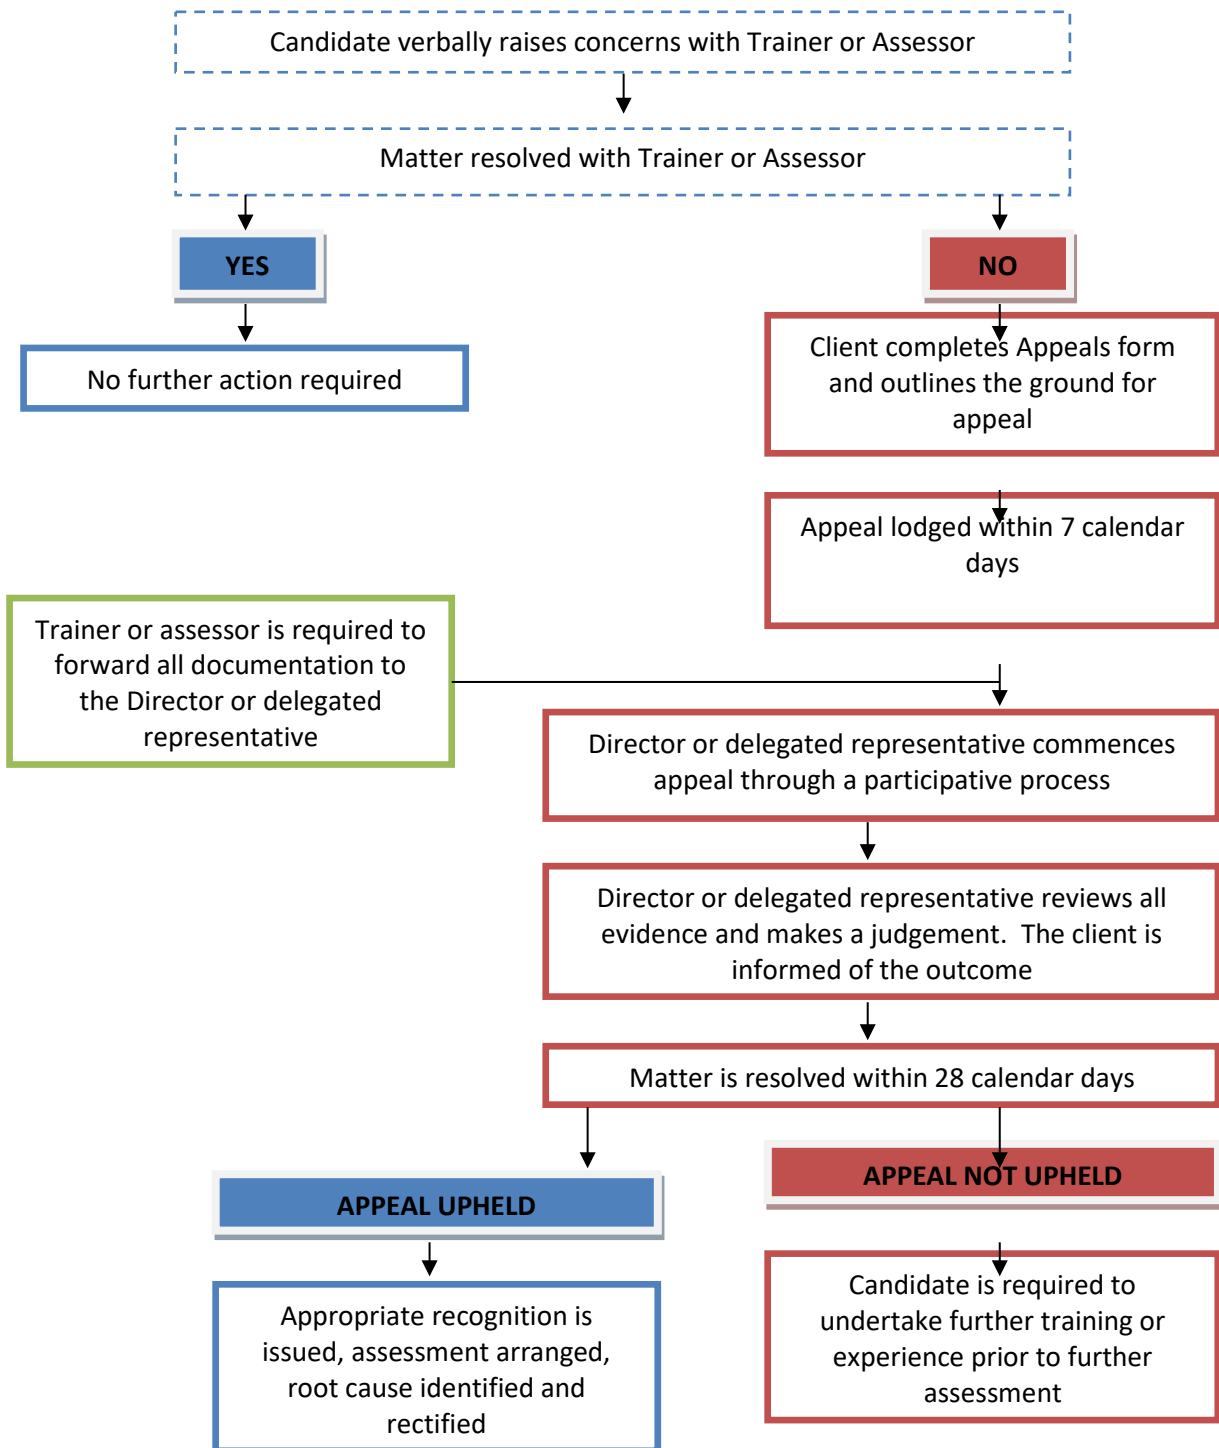 Candidate verbally raises concerns with Trainer or Assessor
Matter resolved with Trainer or Assessor
YES
NO
No further action required
Client completes Appeals form
and outlines the ground for
appeal
Appeal lodged within 7 calendar
days
Trainer or assessor is required to
forward all documentation to
the Director or delegated
representative
Director or delegated representative commences
appeal through a participative process
Director or delegated representative reviews all
evidence and makes a judgement.  The client is
informed of the outcome
Matter is resolved within 28 calendar days
APPEAL UPHELD
APPEAL NOT UPHELD
Appropriate recognition is
issued, assessment arranged,
root cause identified and
rectified
Candidate is required to
undertake further training or
experience prior to further
assessment